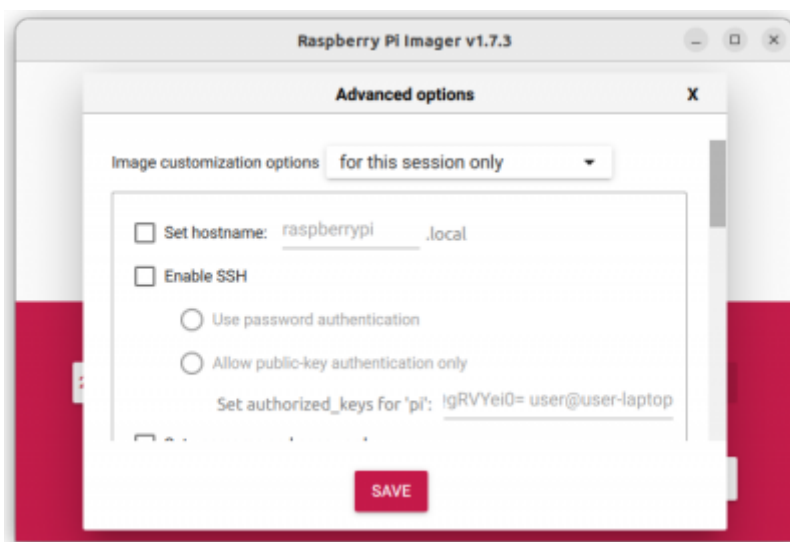 Raspberry Pi Imager v1.7.3
Advanced options X
Image customization options for this session only
Set hostname: raspberrypi .local
Enable SSH
Use password authentication
Allow public-key authentication only
Set authorized_keys for 'pi': !gRVYei0= user@user-laptop
SAVE